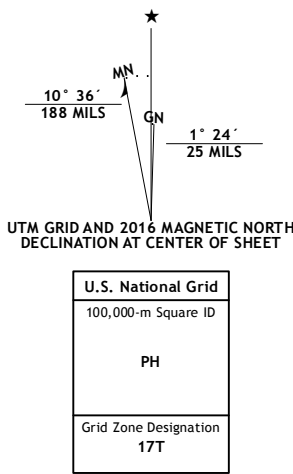 ★
MN
GN
10° 36´
188 MILS
1° 24´
25 MILS
UTM GRID AND 2016 MAGNETIC NORTH
DECLINATION AT CENTER OF SHEET
U.S. National Grid
100,000-m Square ID
PH
Grid Zone Designation
17T